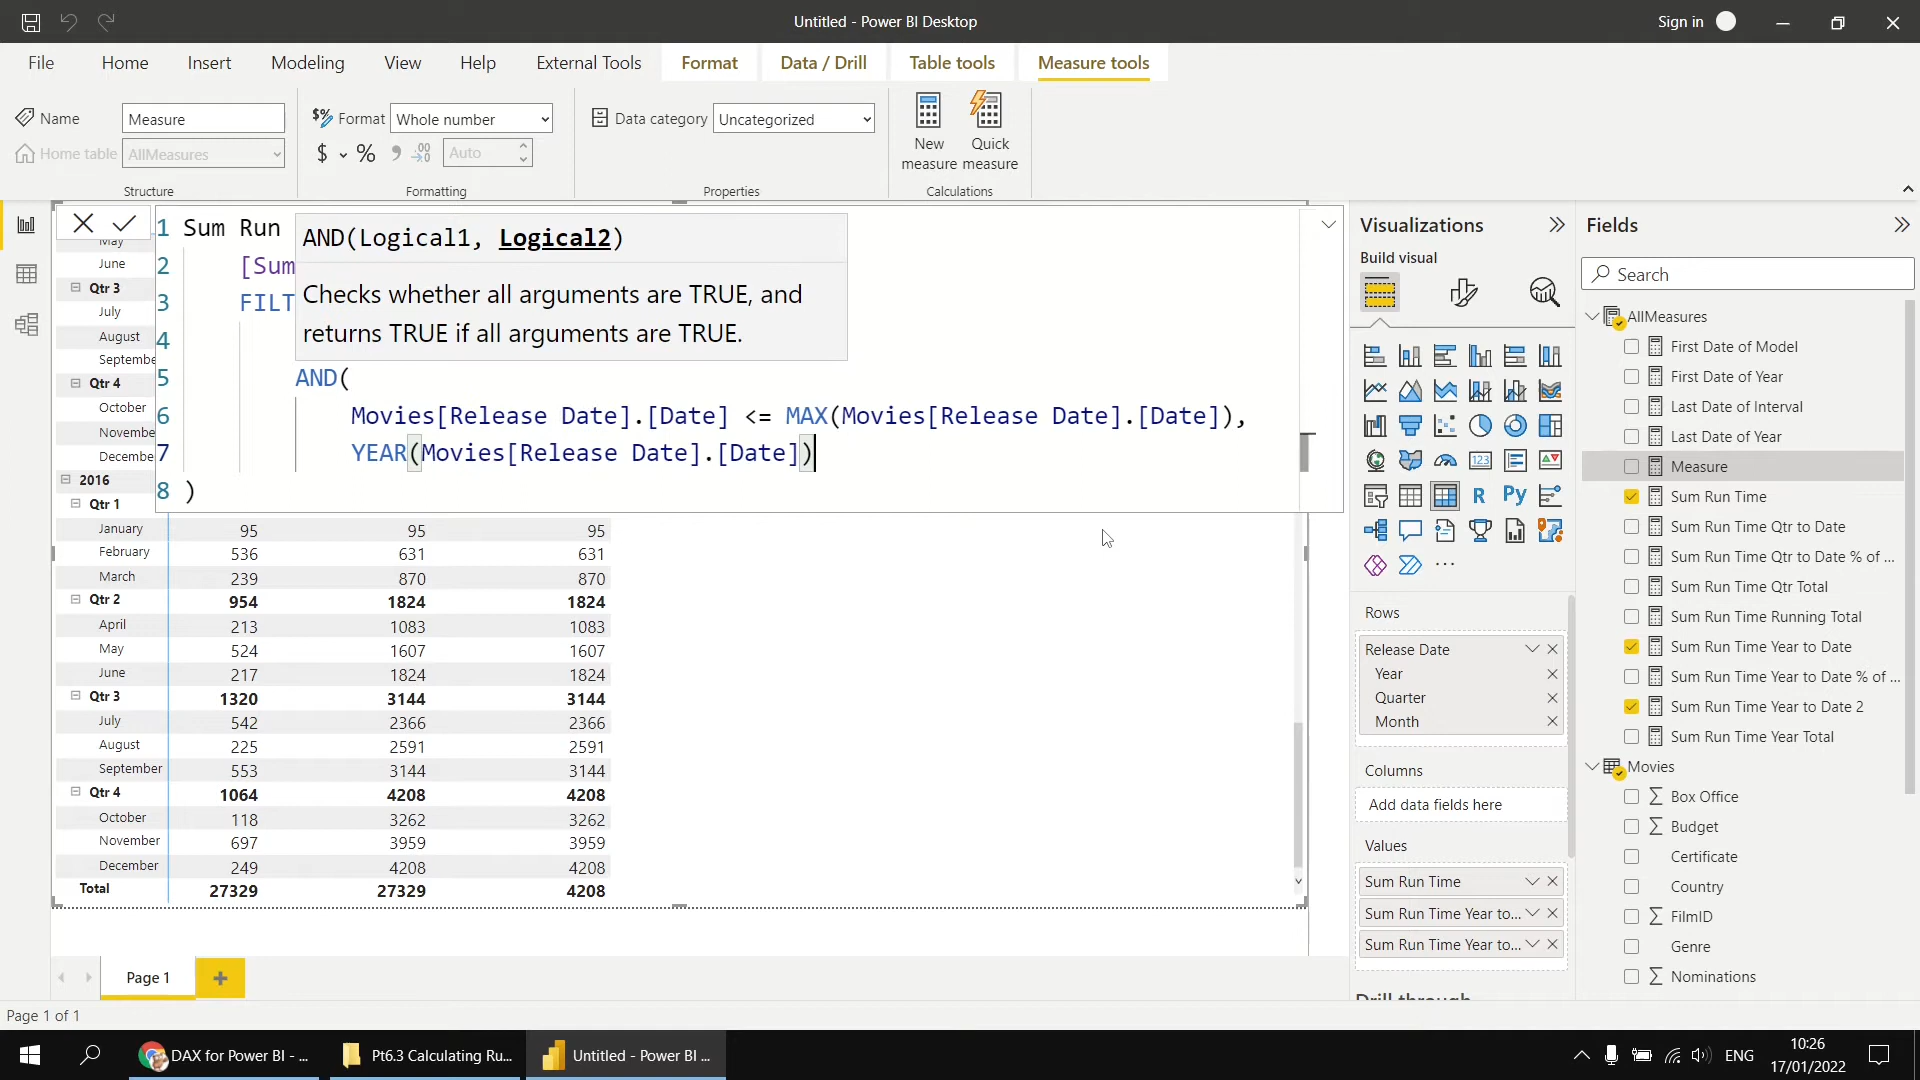 Untitled - Power BI Desktop
Sign in
File
Home
Insert
Modeling
View
Help
External Tools
Format
Data / Drill
Table tools
Measure tools
Name
Measure
Home table
AllMeasures
Structure
$% Format
Whole number
$
%
Auto
Formatting
Data category
Uncategorized
Properties
New measure
Quick measure
Calculations
1 Sum Run
2 [Sum
3 FILT
4
5 AND(
6 Movies[Release Date].[Date] <= MAX(Movies[Release Date].[Date]),
7 YEAR(Movies[Release Date].[Date])
8 )
AND(Logical1, Logical2)
Checks whether all arguments are TRUE, and
returns TRUE if all arguments are TRUE.
May
June
Qtr 3
July
August
Septembe
Qtr 4
October
Novembe
Decembe
2016
Qtr 1
January 95 95 95
February 536 631 631
March 239 870 870
Qtr 2 954 1824 1824
April 213 1083 1083
May 524 1607 1607
June 217 1824 1824
Qtr 3 1320 3144 3144
July 542 2366 2366
August 225 2591 2591
September 553 3144 3144
Qtr 4 1064 4208 4208
October 118 3262 3262
November 697 3959 3959
December 249 4208 4208
Total 27329 27329 4208
Visualizations
Build visual
123
R
Py
...
Rows
Release Date
Year
Quarter
Month
Columns
Add data fields here
Values
Sum Run Time
Sum Run Time Year to...
Sum Run Time Year to...
Drill through
Fields
Search
AllMeasures
First Date of Model
First Date of Year
Last Date of Interval
Last Date of Year
Measure
Sum Run Time
Sum Run Time Qtr to Date
Sum Run Time Qtr to Date % of ...
Sum Run Time Qtr Total
Sum Run Time Running Total
Sum Run Time Year to Date
Sum Run Time Year to Date % of ...
Sum Run Time Year to Date 2
Sum Run Time Year Total
Movies
Σ Box Office
Σ Budget
Certificate
Country
Σ FilmID
Genre
Σ Nominations
Page 1
Page 1 of 1
DAX for Power BI - ...
Pt6.3 Calculating Ru...
Untitled - Power BI ...
ENG
10:26
17/01/2022